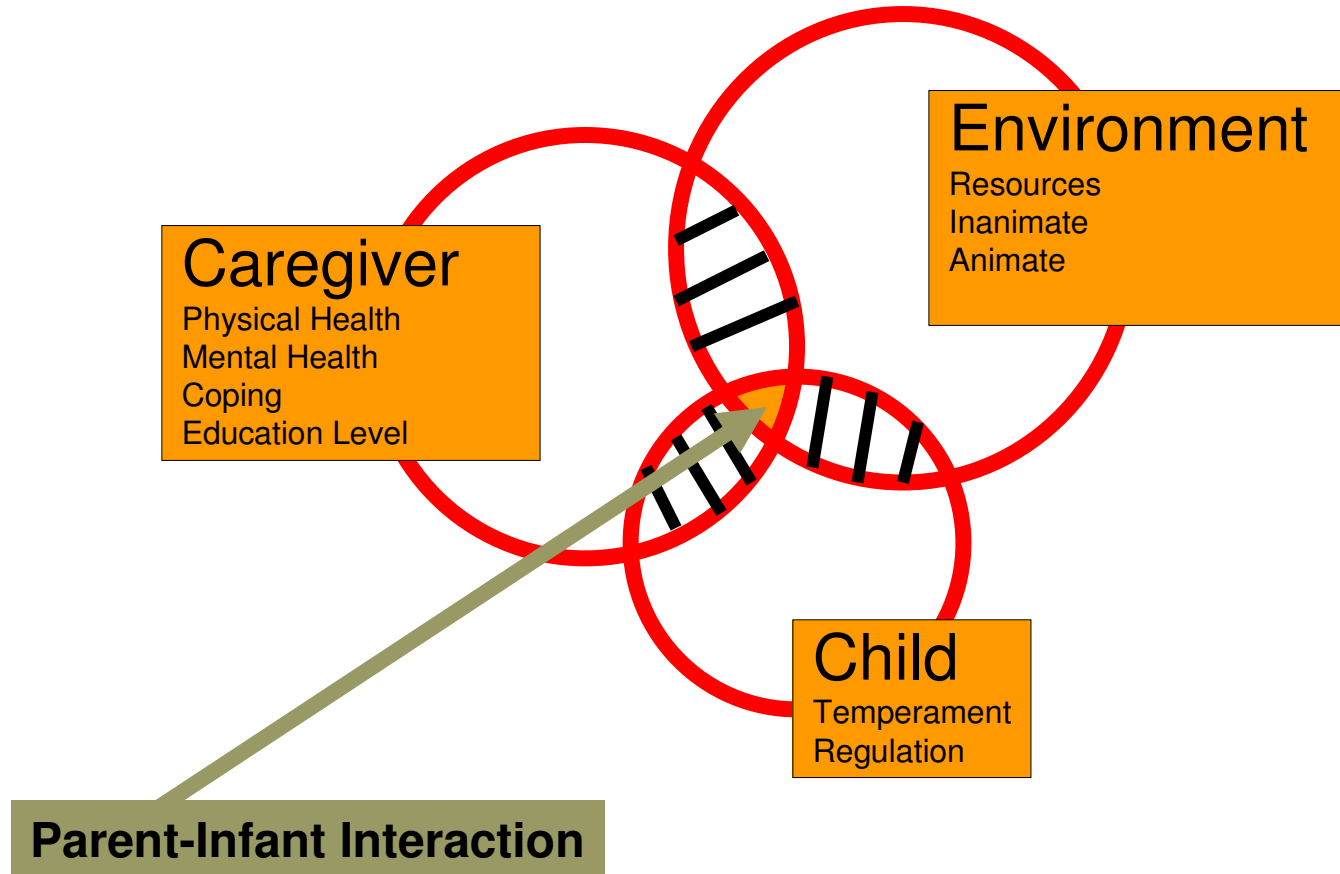 Environment
Resources
Inanimate
Animate
Caregiver
Physical Health
Mental Health
Coping
Education Level
Child
Temperament
Regulation
Parent-Infant Interaction